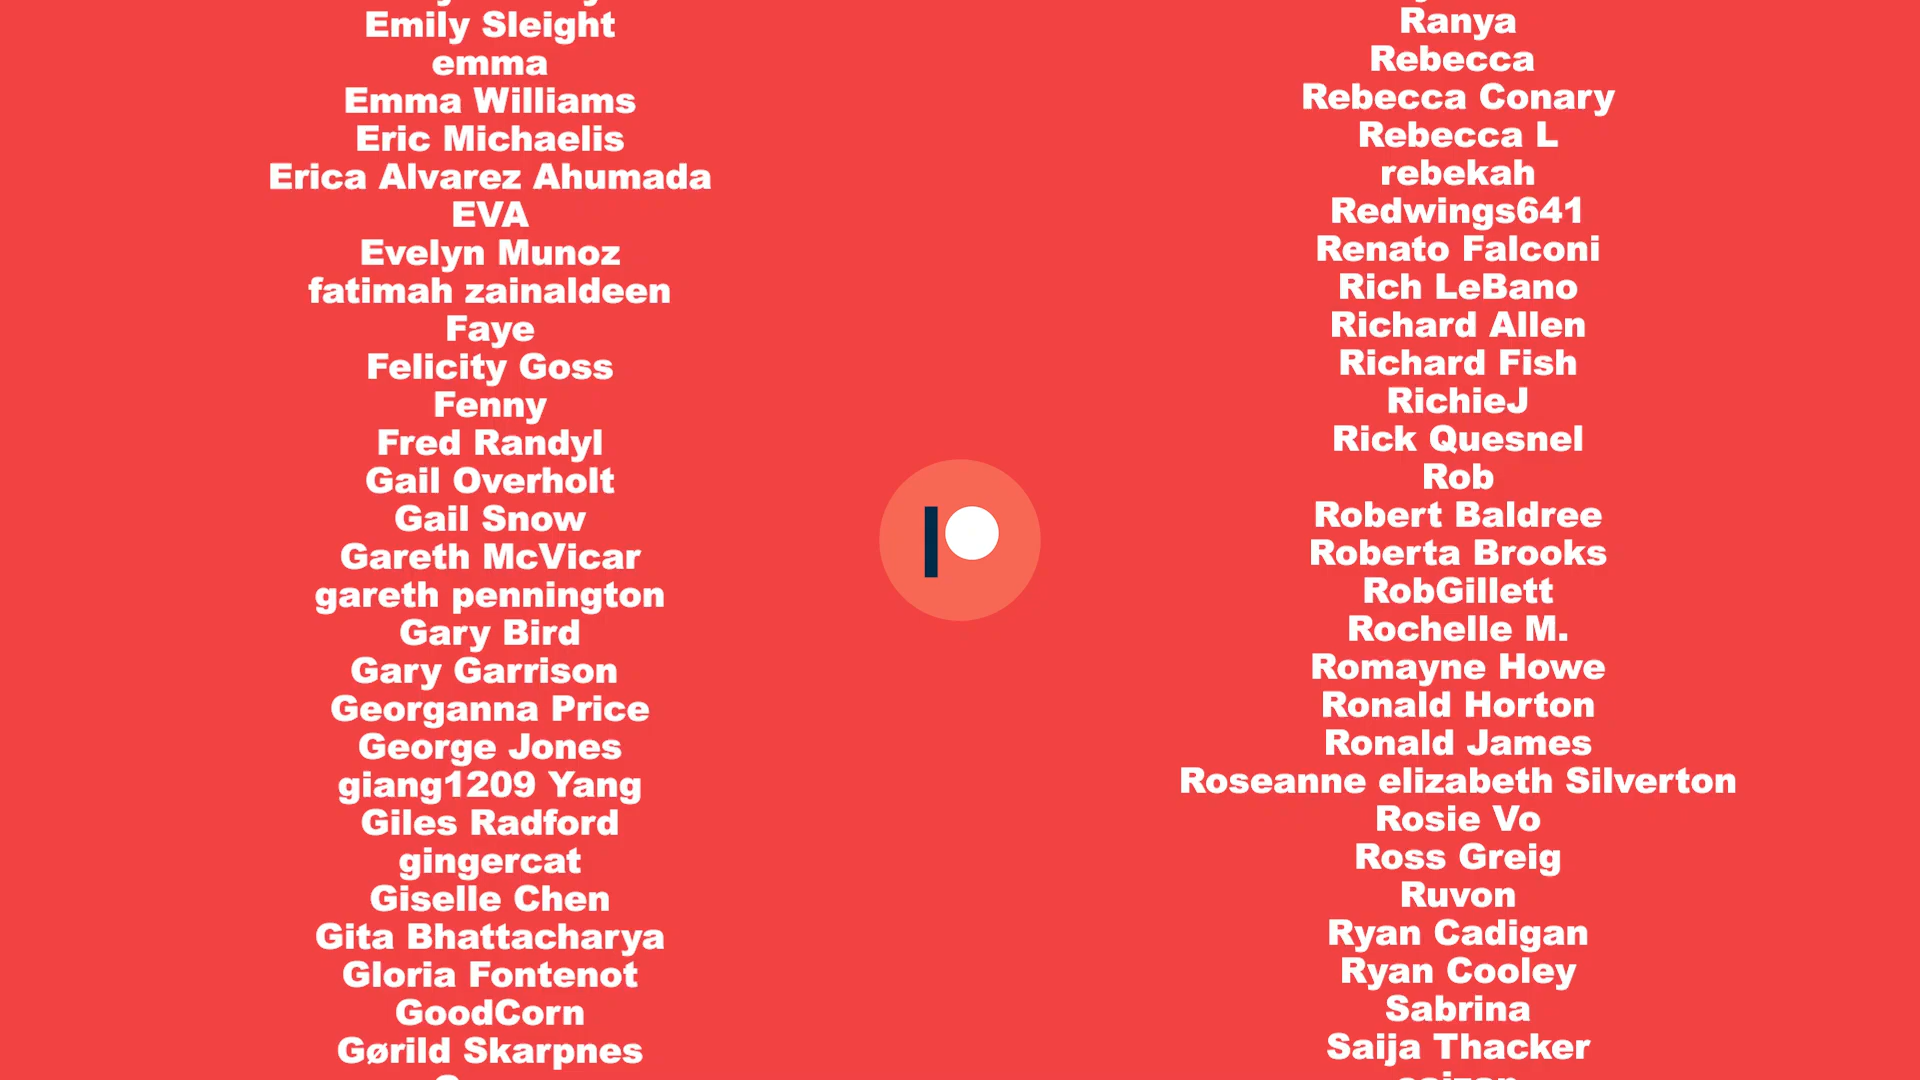 Emily Sleight
emma
Emma Williams
Eric Michaelis
Erica Alvarez Ahumada
EVA
Evelyn Munoz
fatimah zainaldeen
Faye
Felicity Goss
Fenny
Fred Randyl
Gail Overholt
Gail Snow
Gareth McVicar
gareth pennington
Gary Bird
Gary Garrison
Georganna Price
George Jones
giang1209 Yang
Giles Radford
gingercat
Giselle Chen
Gita Bhattacharya
Gloria Fontenot
GoodCorn
Gørild Skarpnes
Ranya
Rebecca
Rebecca Conary
Rebecca L
rebekah
Redwings641
Renato Falconi
Rich LeBano
Richard Allen
Richard Fish
RichieJ
Rick Quesnel
Rob
Robert Baldree
Roberta Brooks
RobGillett
Rochelle M.
Romayne Howe
Ronald Horton
Ronald James
Roseanne elizabeth Silverton
Rosie Vo
Ross Greig
Ruvon
Ryan Cadigan
Ryan Cooley
Sabrina
Saija Thacker